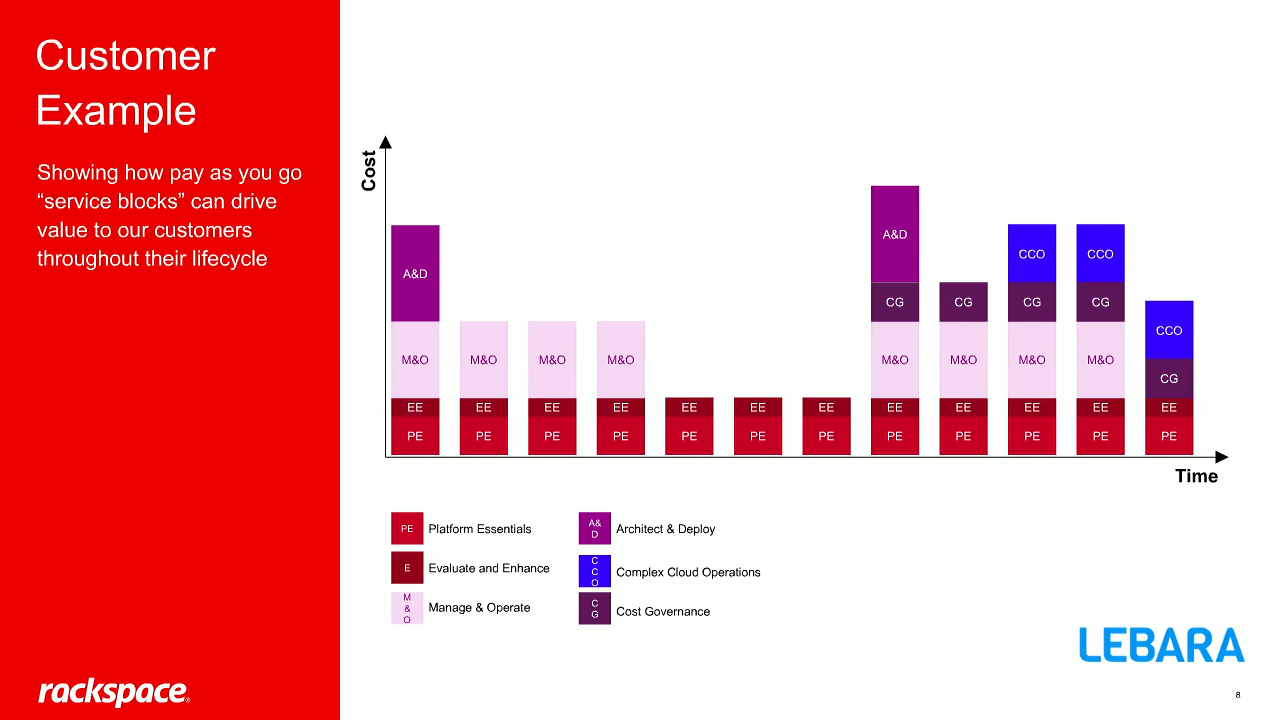 Customer
Example
Showing how pay as you go
“service blocks” can drive
value to our customers
throughout their lifecycle
Cost
A&D
A&D
CCO
CCO
CG
CG
CG
CG
CCO
M&O
M&O
M&O
M&O
M&O
M&O
M&O
M&O
CG
EE
EE
EE
EE
EE
EE
EE
EE
EE
EE
EE
EE
PE
PE
PE
PE
PE
PE
PE
PE
PE
PE
PE
PE
Time
PE
Platform Essentials
E
Evaluate and Enhance
M
&
O
Manage & Operate
A&
D
Architect & Deploy
C
C
O
Complex Cloud Operations
C
G
Cost Governance
LEBARA
rackspace®
8